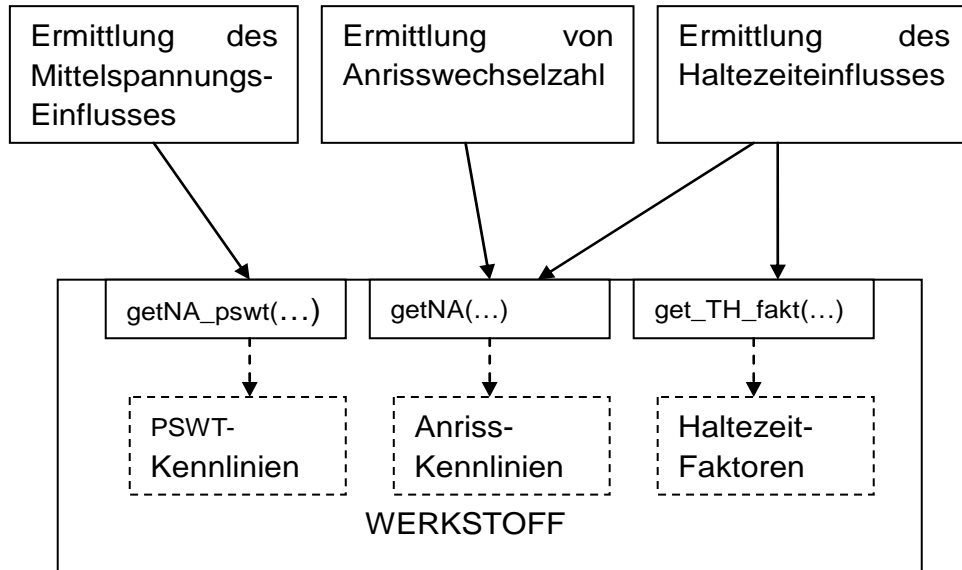 Ermittlung des
Mittelspannungs-
Einflusses
Ermittlung von
Anrisswechselzahl
Ermittlung des
Haltezeiteinflusses
getNA_pswt(...)
getNA(...)
get_TH_fakt(...)
PSWT-
Kennlinien
Anriss-
Kennlinien
Haltezeit-
Faktoren
WERKSTOFF